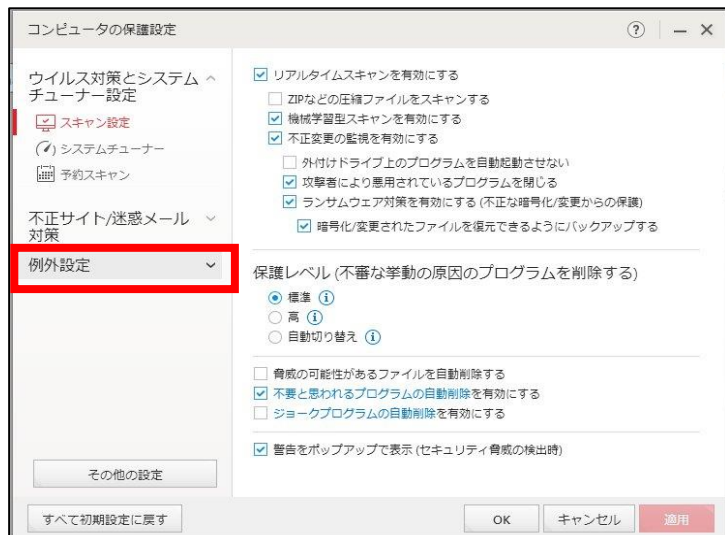 コンピュータの保護設定
ウイルス対策とシステム
チューナー設定
スキャン設定
システムチューナー
予約スキャン
不正サイト/迷惑メール
対策
例外設定
その他の設定
リアルタイムスキャンを有効にする
ZIPなどの圧縮ファイルをスキャンする
機械学習型スキャンを有効にする
不正変更の監視を有効にする
外付けドライブ上のプログラムを自動起動させない
攻撃者により悪用されているプログラムを閉じる
ランサムウェア対策を有効にする (不正な暗号化/変更からの保護)
暗号化/変更されたファイルを復元できるようにバックアップする
保護レベル (不審な挙動の原因のプログラムを削除する)
標準
高
自動切り替え
脅威の可能性があるファイルを自動削除する
不要と思われるプログラムの自動削除を有効にする
ジョークプログラムの自動削除を有効にする
警告をポップアップで表示 (セキュリティ脅威の検出時)
すべて初期設定に戻す
OK
キャンセル
適用